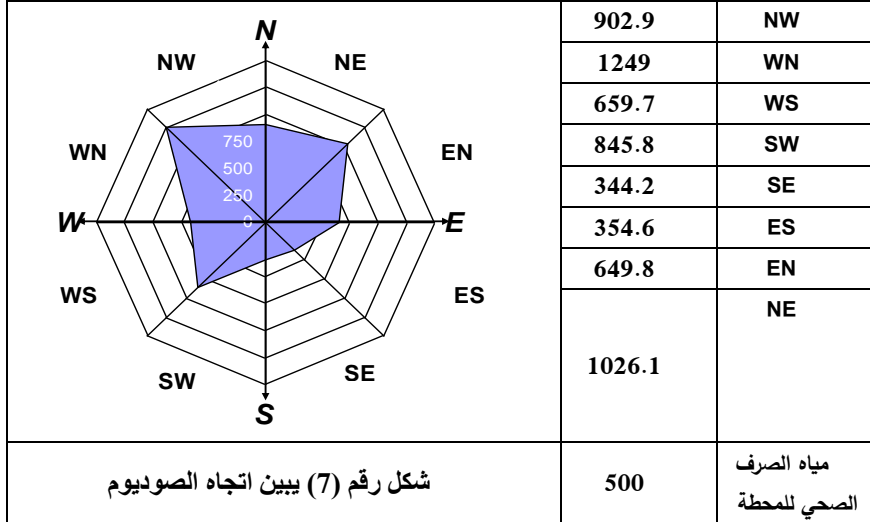 N
NW NE
WN EN
750
500
250
0
W E
WS ES
SW SE
S
902.9 NW
1249 WN
659.7 WS
845.8 SW
344.2 SE
354.6 ES
649.8 EN
1026.1 NE
شكل رقم (7) يبين اتجاه الصوديوم
500
مياه الصرف
الصحي للمحطة